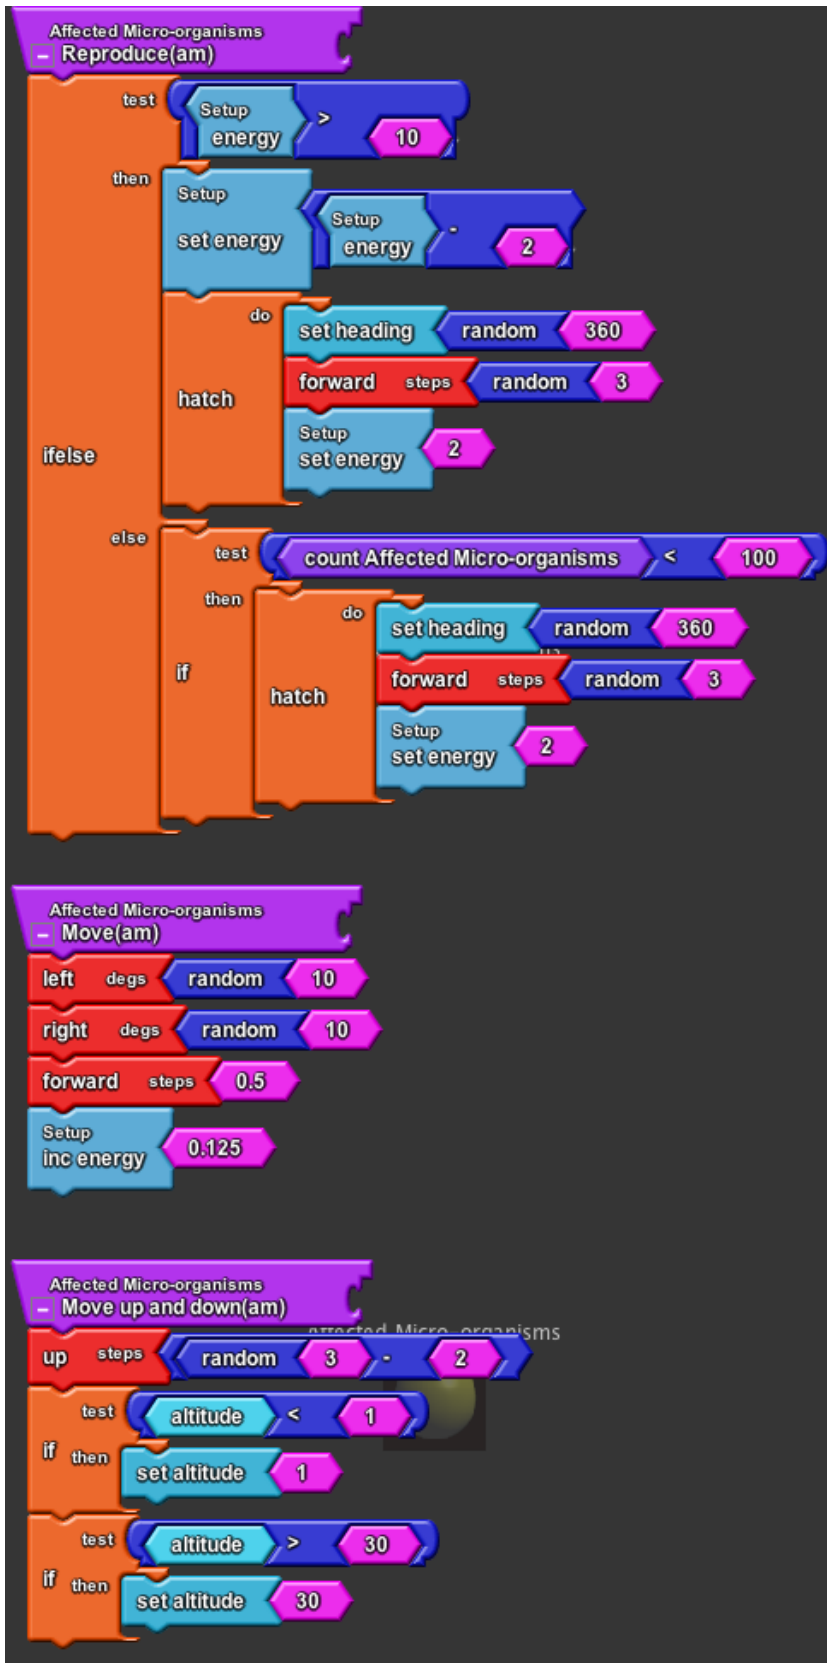 Affected Micro-organisms
Reproduce(am)
test Setup energy > 10
then Setup set energy Setup energy - 2
do set heading random 360
hatch forward steps random 3
Setup set energy 2
ifelse
else test count Affected Micro-organisms < 100
then do set heading random 360
if hatch forward steps random 3
Setup set energy 2
Affected Micro-organisms
Move(am)
left degs random 10
right degs random 10
forward steps 0.5
Setup
inc energy 0.125
Affected Micro-organisms
Move up and down(am)
Affected Micro-organisms
up steps random 3 - 2
test altitude < 1
if then set altitude 1
test altitude > 30
if then set altitude 30